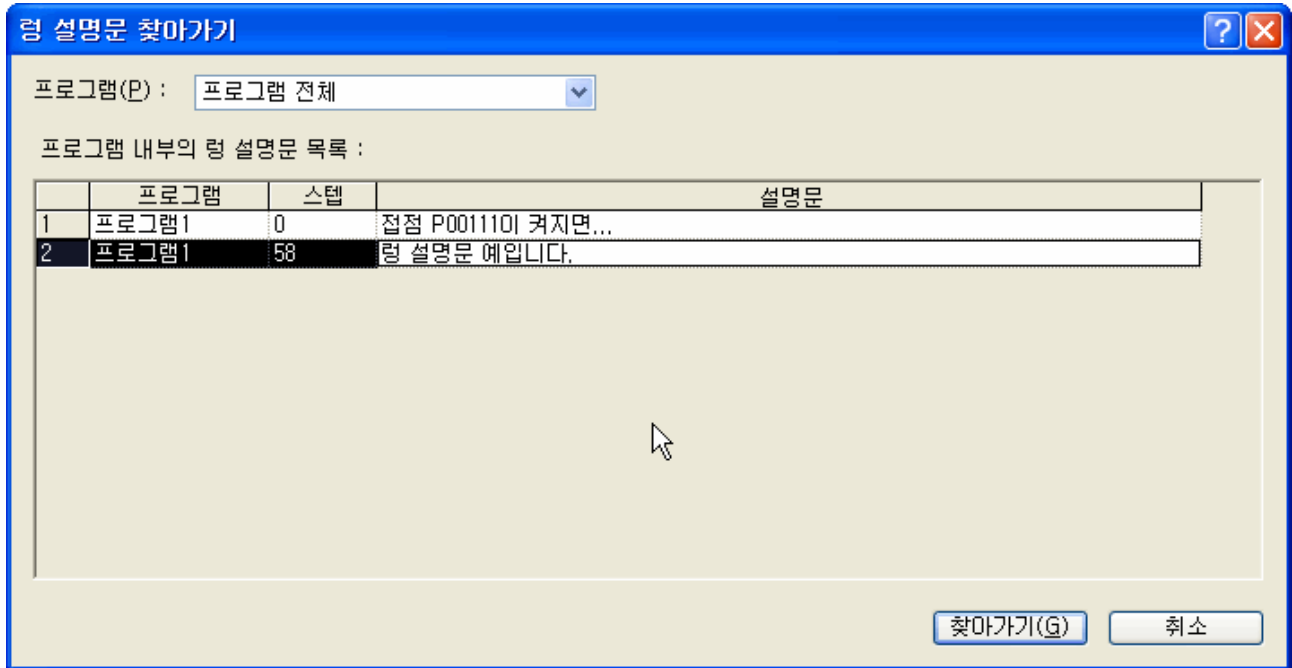 렁 설명문 찾아가기
프로그램(P) : 프로그램 전체
프로그램 내부의 렁 설명문 목록 :
프로그램 스텝 설명문
1 프로그램1 0 접점 P00111이 켜지면...
2 프로그램1 58 렁 설명문 예입니다.
찾아가기(G) 취소